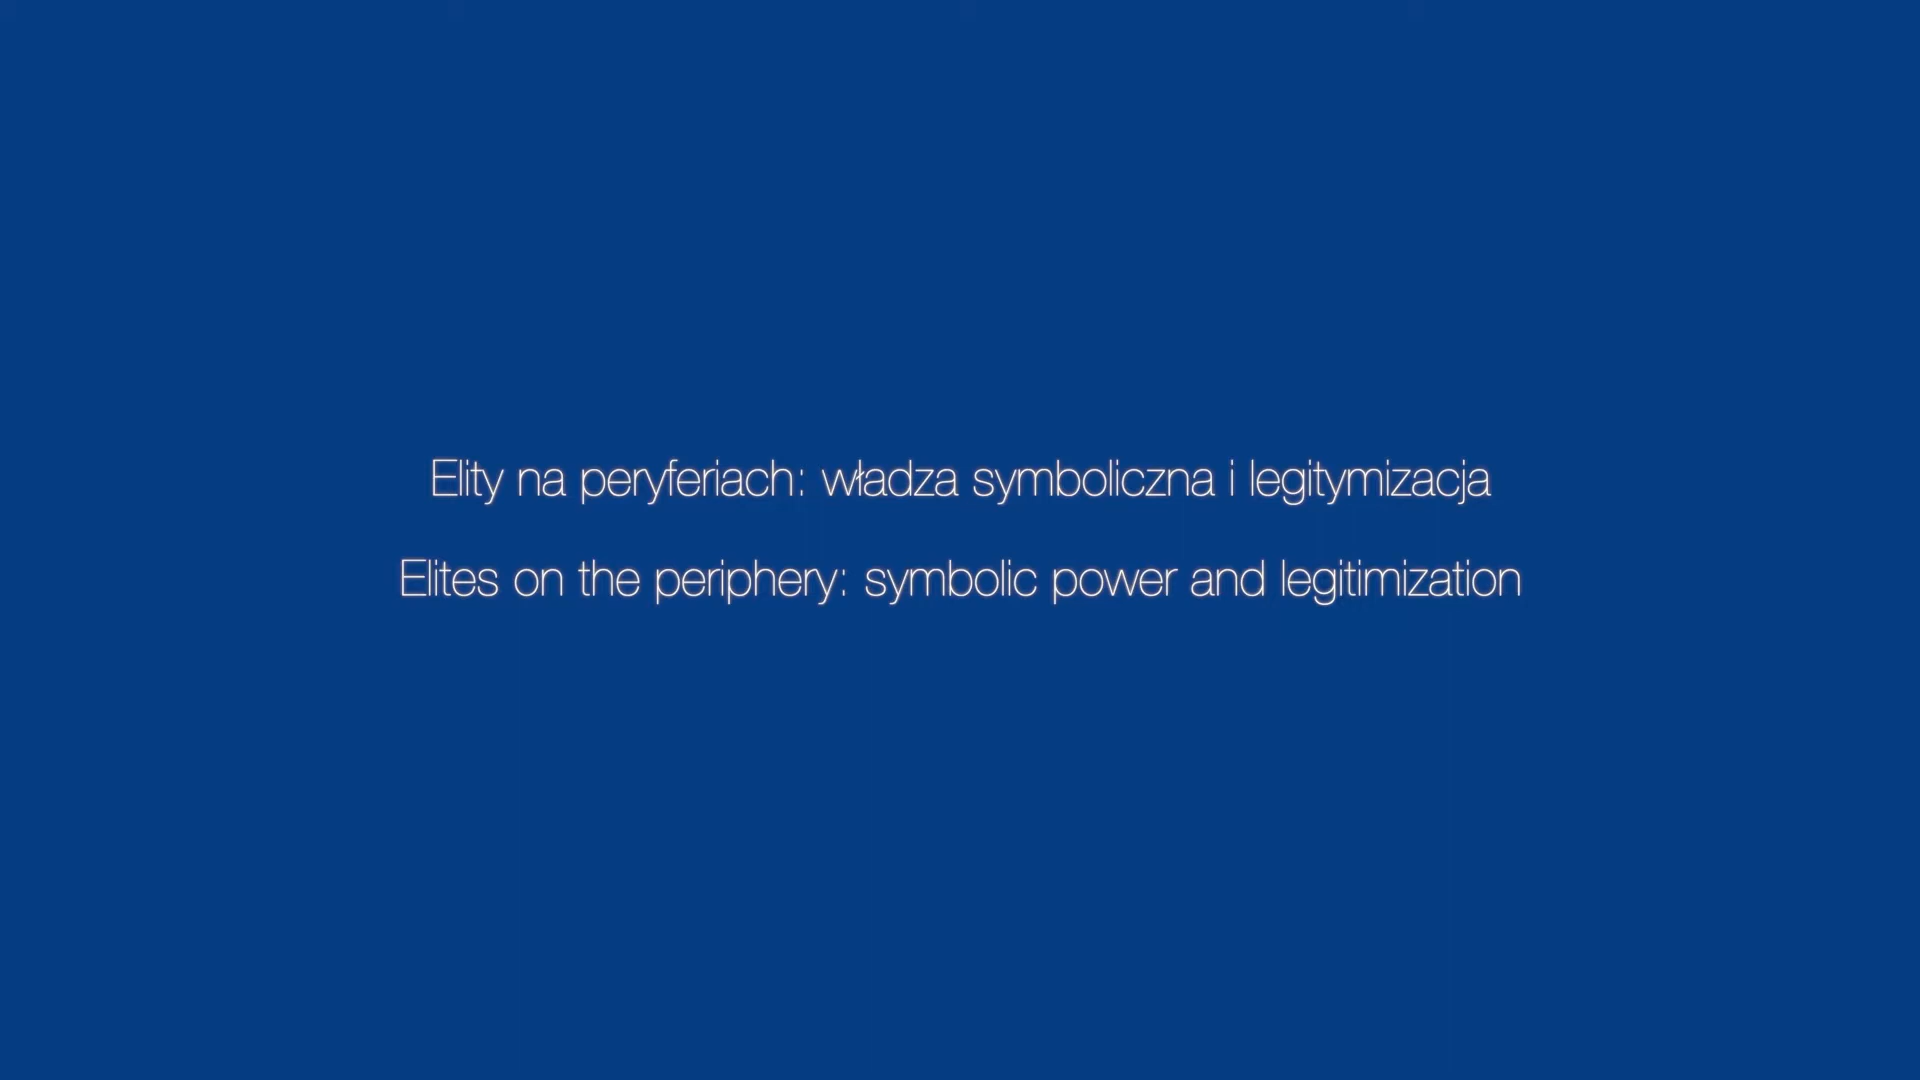 Elity na peryferiach: władza symboliczna i legitymizacja
Elites on the periphery: symbolic power and legitimization